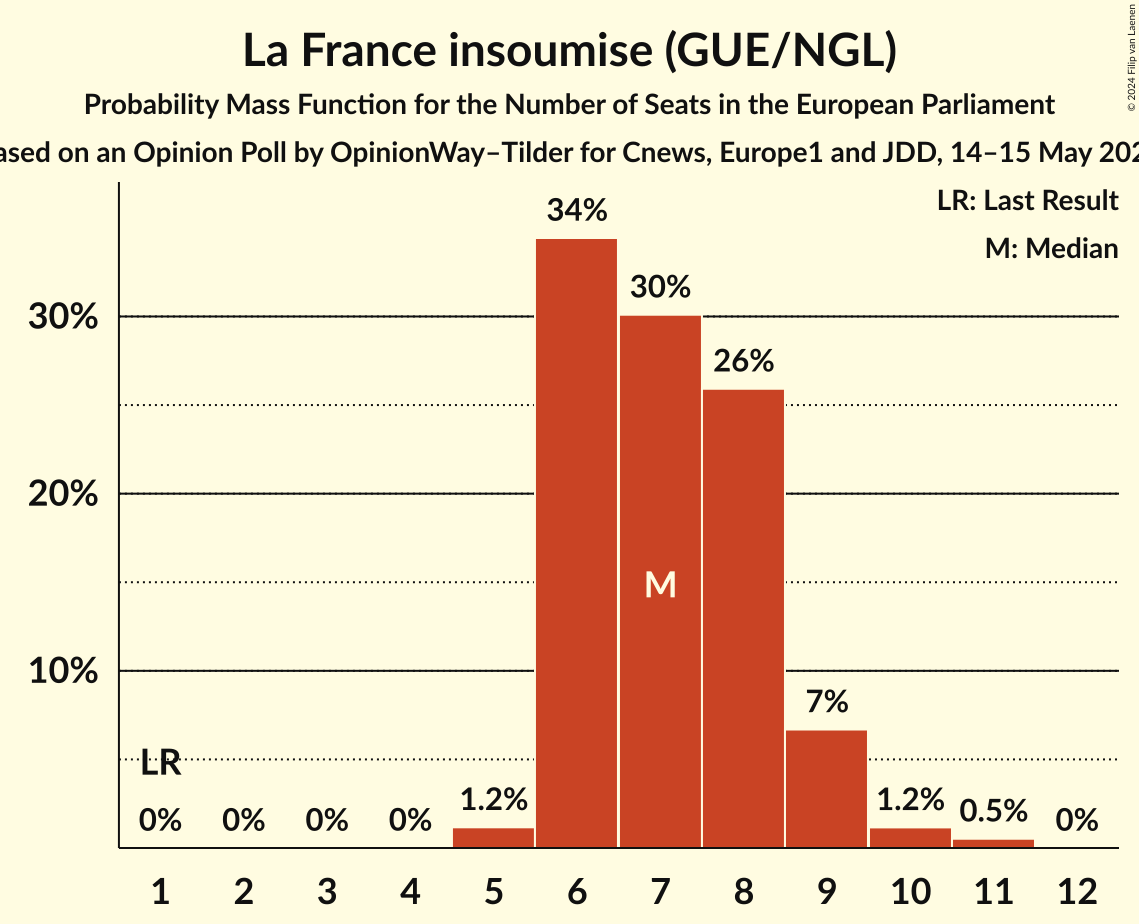 La France insoumise (GUE/NGL)
Probability Mass Function for the Number of Seats in the European Parliament
ased on an Opinion Poll by OpinionWay–Tilder for Cnews, Europe1 and JDD, 14–15 May 202
© 2024 Filip van Laenen
LR: Last Result
M: Median
34%
30%
26%
7%
1.2%
1.2%
0.5%
0%
0%
0%
0%
0%
LR
M
30%
20%
10%
1 2 3 4 5 6 7 8 9 10 11 12